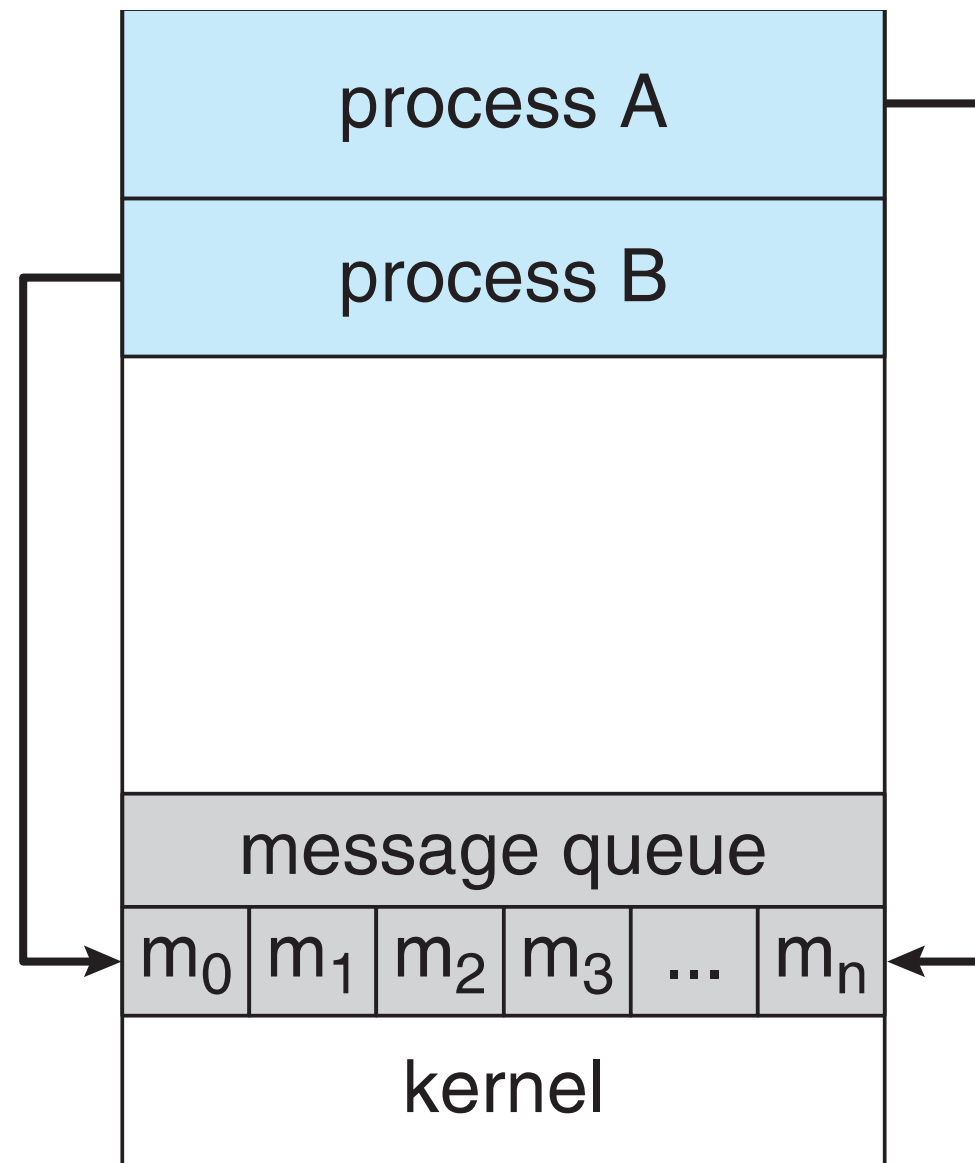 process A
process B
message queue
m₀ m₁ m₂ m₃ ... mₙ
kernel